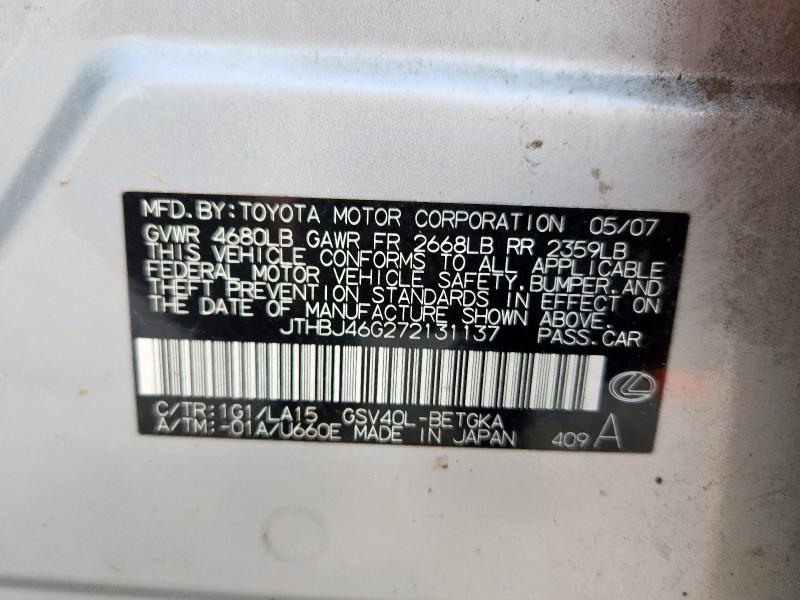 MFD.BY:TOYOTA MOTOR CORPORATION 05/07
GVWR 4680LB GAWR FR 2668LB RR 2359LB
THIS VEHICLE CONFORMS TO ALL APPLICABLE
FEDERAL MOTOR VEHICLE SAFETY,BUMPER,AND
THEFT PREVENTION STANDARDS IN EFFECT ON
THE DATE OF MANUFACTURE SHOWN ABOVE.
JTHBJ46G272131137 PASS.CAR
C/TR:1G1/LA15 GSV40L-BETGKA
A/TM:-01A/U660E MADE IN JAPAN 409 A